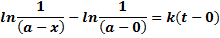 ln 1/(a − x) − ln 1/(a − 0) = k(t − 0)